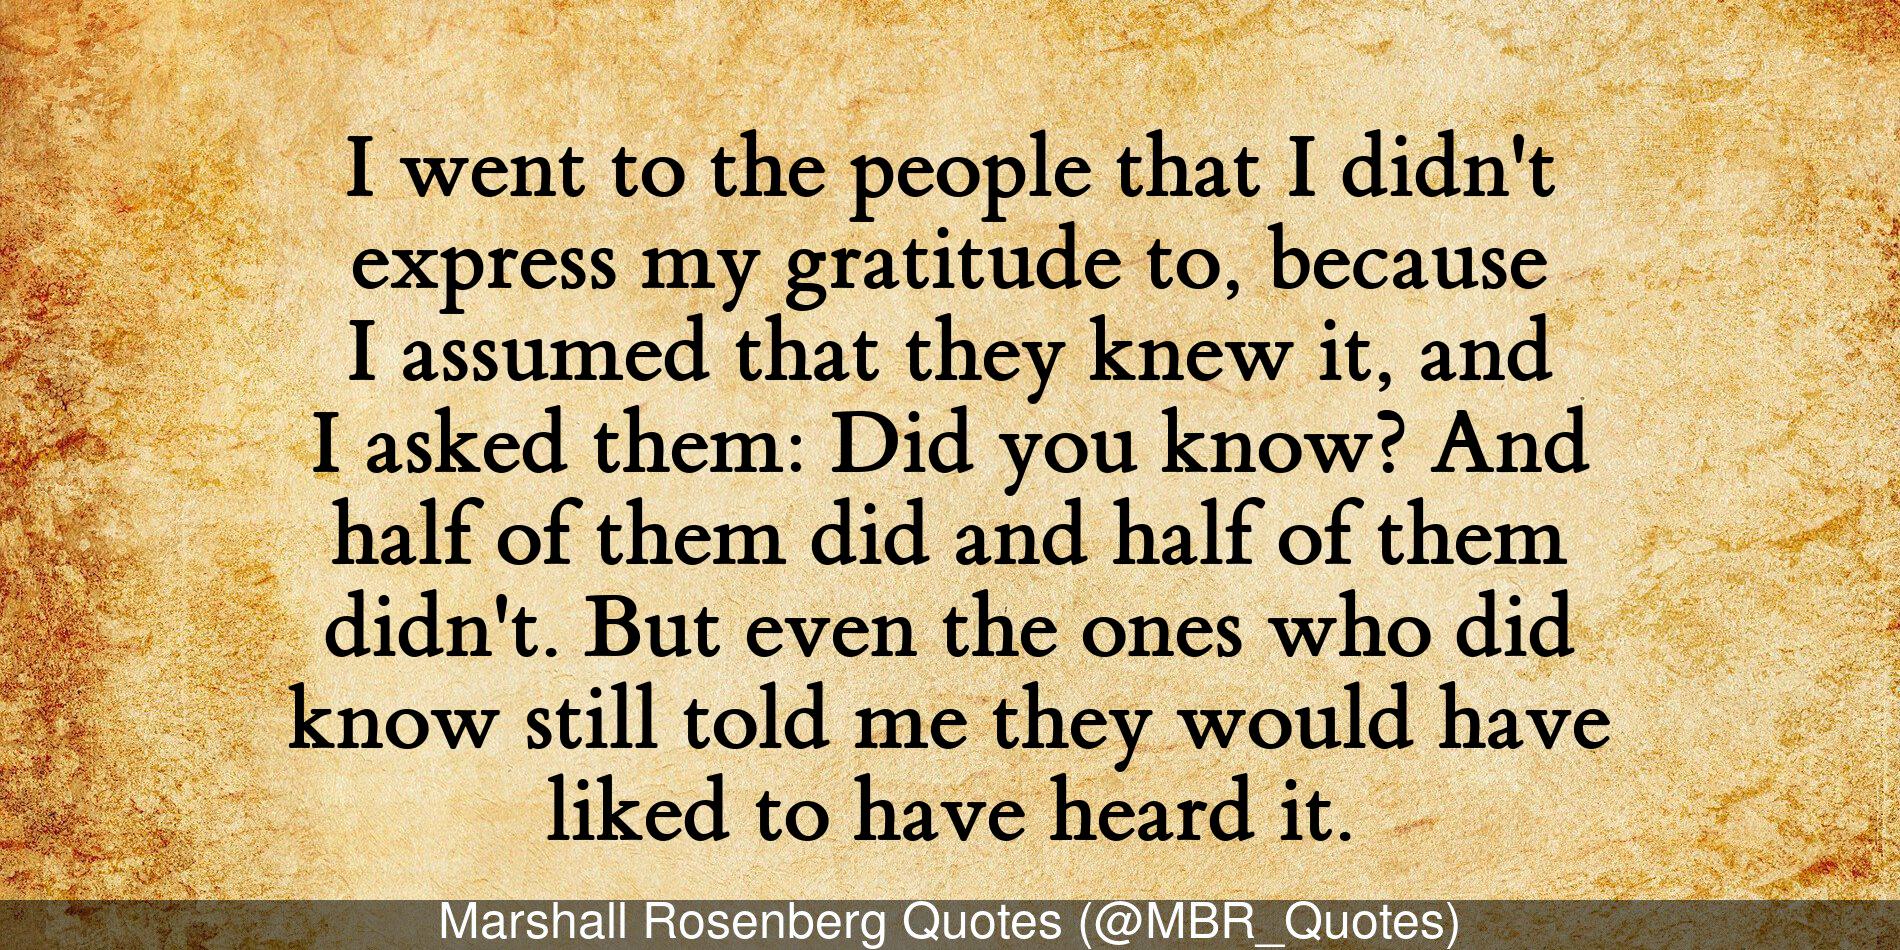 I went to the people that I didn't
express my gratitude to, because
I assumed that they knew it, and
I asked them: Did you know? And
half of them did and half of them
didn't. But even the ones who did
know still told me they would have
liked to have heard it.
Marshall Rosenberg Quotes (@MBR_Quotes)